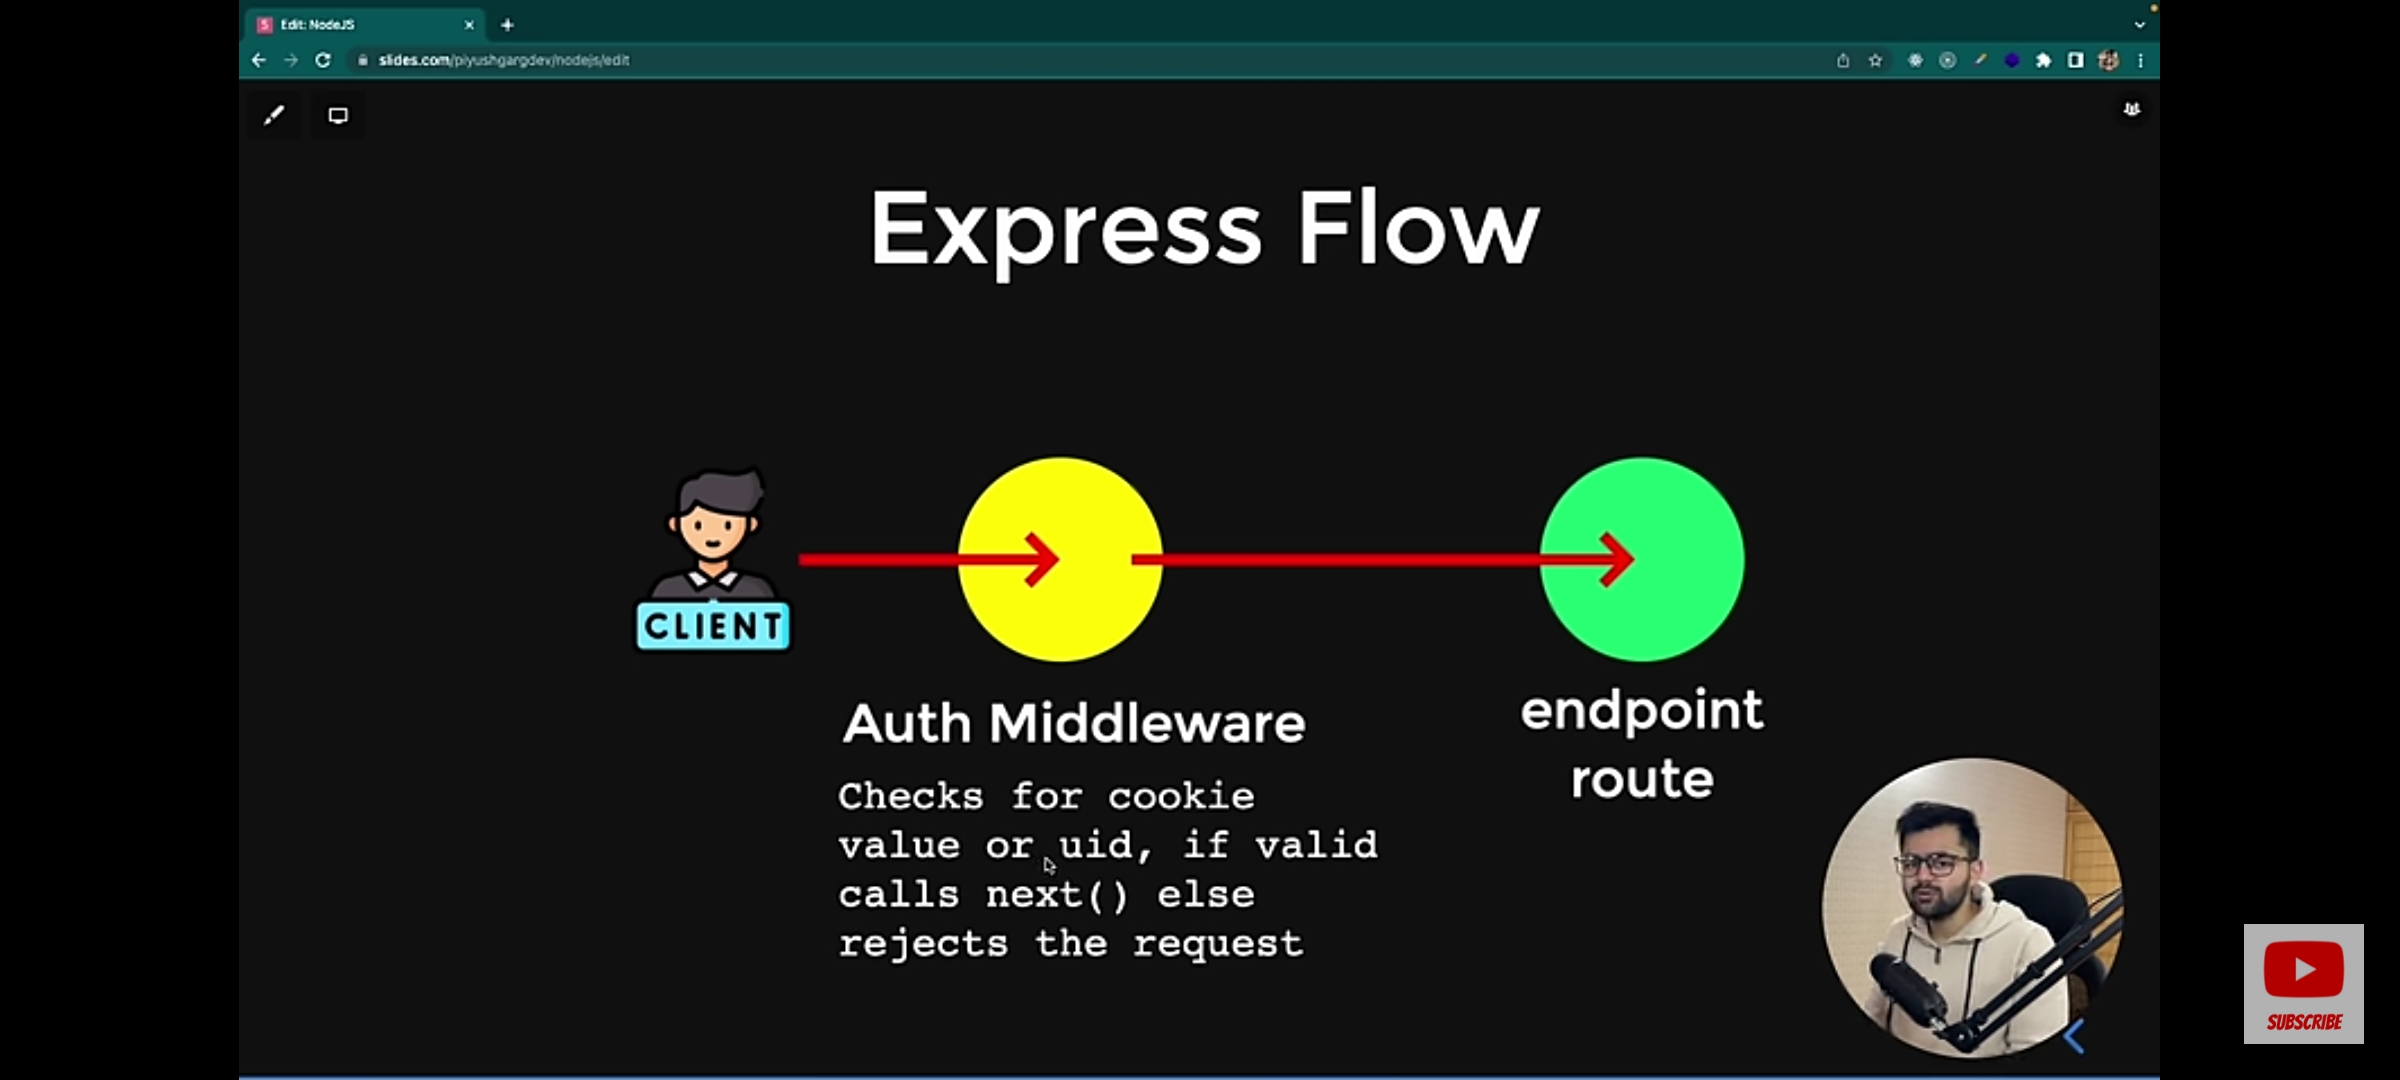 Edit: NodeJS
slides.com/piyushgargdev/nodejs/edit
Express Flow
CLIENT
Auth Middleware
Checks for cookie
value or uid, if valid
calls next() else
rejects the request
endpoint
route
SUBSCRIBE